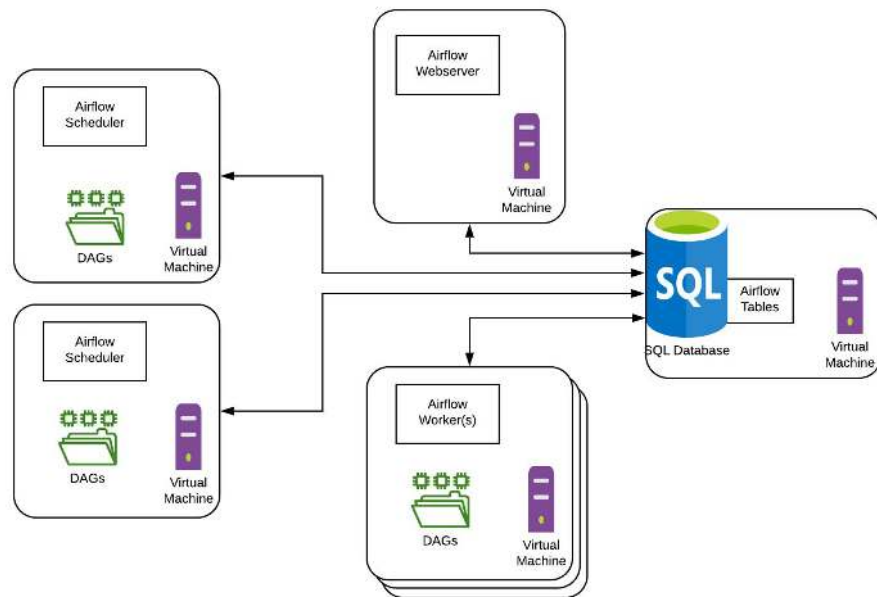 Airflow
Scheduler
DAGs
Virtual
Machine
Airflow
Scheduler
DAGs
Virtual
Machine
Airflow
Webserver
Virtual
Machine
Airflow
Worker(s)
DAGs
Virtual
Machine
SQL
Airflow
Tables
SQL Database
Virtual
Machine